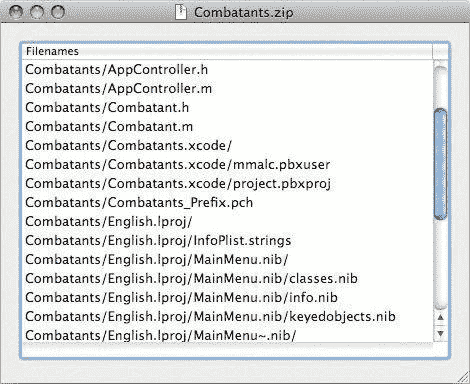 Combatants.zip
Filenames
Combatants/AppController.h
Combatants/AppController.m
Combatants/Combatant.h
Combatants/Combatant.m
Combatants/Combatants.xcode/
Combatants/Combatants.xcode/mmalc.pbxuser
Combatants/Combatants.xcode/project.pbxproj
Combatants/Combatants_Prefix.pch
Combatants/English.lproj/
Combatants/English.lproj/InfoPlist.strings
Combatants/English.lproj/MainMenu.nib/
Combatants/English.lproj/MainMenu.nib/classes.nib
Combatants/English.lproj/MainMenu.nib/info.nib
Combatants/English.lproj/MainMenu.nib/keyedobjects.nib
Combatants/English.lproj/MainMenu~.nib/